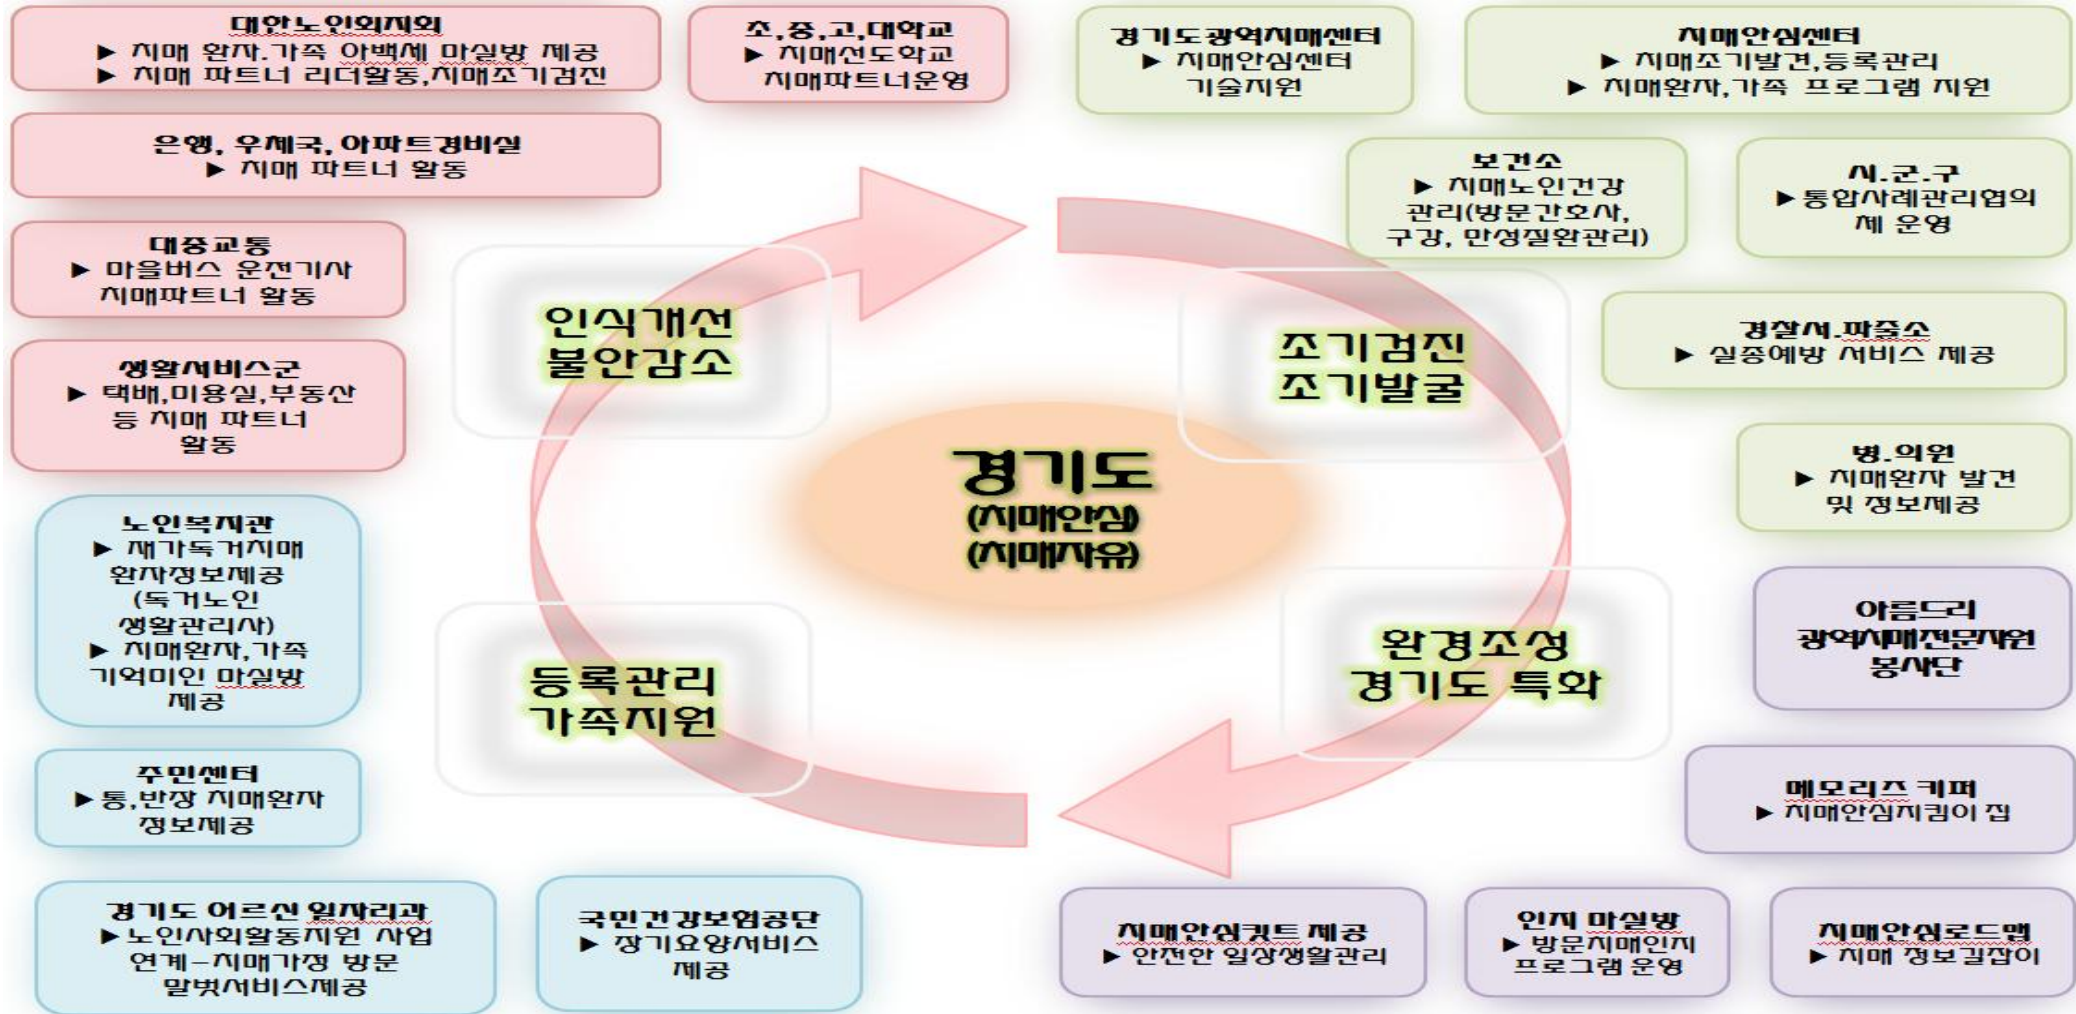 대한노인회지회
▶ 치매 환자.가족 아백세 마실방 제공
▶ 치매 파트너 리더활동,치매조기검진
초,중,고,대학교
▶ 치매선도학교
치매파트너운영
경기도광역치매센터
▶ 치매안심센터
기술지원
치매안심센터
▶ 치매조기발견,등록관리
▶ 치매환자,가족 프로그램 지원
은행, 우체국, 아파트경비실
▶ 치매 파트너 활동
보건소
▶ 치매노인건강
관리(방문간호사,
구강, 만성질환관리)
시.군.구
▶통합사례관리협의
체 운영
대중교통
▶ 마을버스 운전기사
치매파트너 활동
경찰서.파출소
▶ 실종예방 서비스 제공
생활서비스군
▶ 택배,미용실,부동산
등 치매 파트너
활동
인식개선
불안감소
조기검진
조기발굴
병.의원
▶ 치매환자 발견
및 정보제공
경기도
(치매안심)
(치매자유)
노인복지관
▶ 재가독거치매
환자정보제공
(독거노인
생활관리사)
▶ 치매환자,가족
기억미인 마실방
제공
등록관리
가족지원
환경조성
경기도 특화
아름드리
광역치매전문자원
봉사단
주민센터
▶통,반장 치매환자
정보제공
메모리즈 키퍼
▶ 치매안심지킴이 집
경기도 어르신 일자리과
▶노인사회활동지원 사업
연계–치매가정 방문
말벗서비스제공
국민건강보험공단
▶ 장기요양서비스
제공
치매안심킷트 제공
▶ 안전한 일상생활관리
인지 마실방
▶ 방문치매인지
프로그램 운영
치매안심로드맵
▶ 치매 정보길잡이